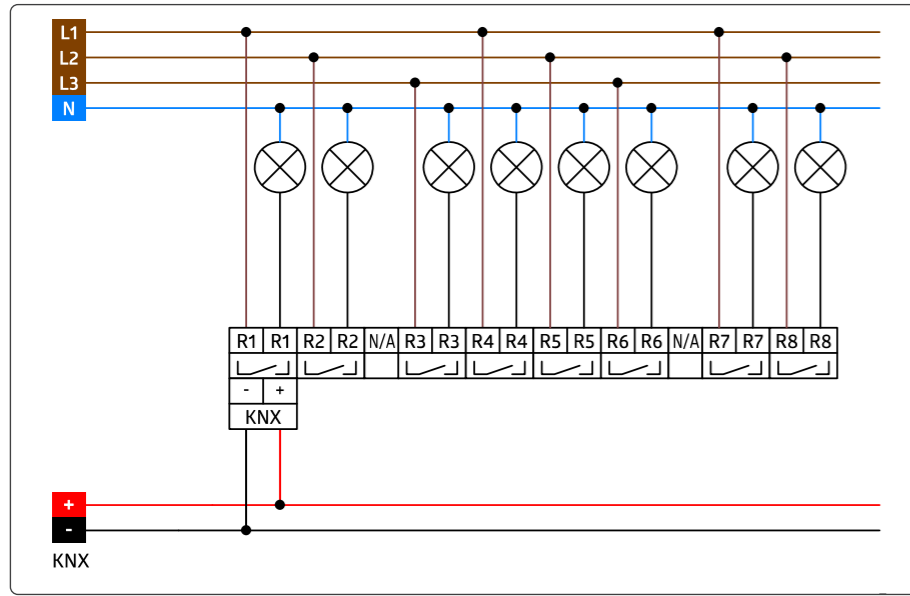 L1
L2
L3
N
R1 R1 R2 R2 N/A R3 R3 R4 R4 R5 R5 R6 R6 N/A R7 R7 R8 R8
- +
KNX
+
-
KNX